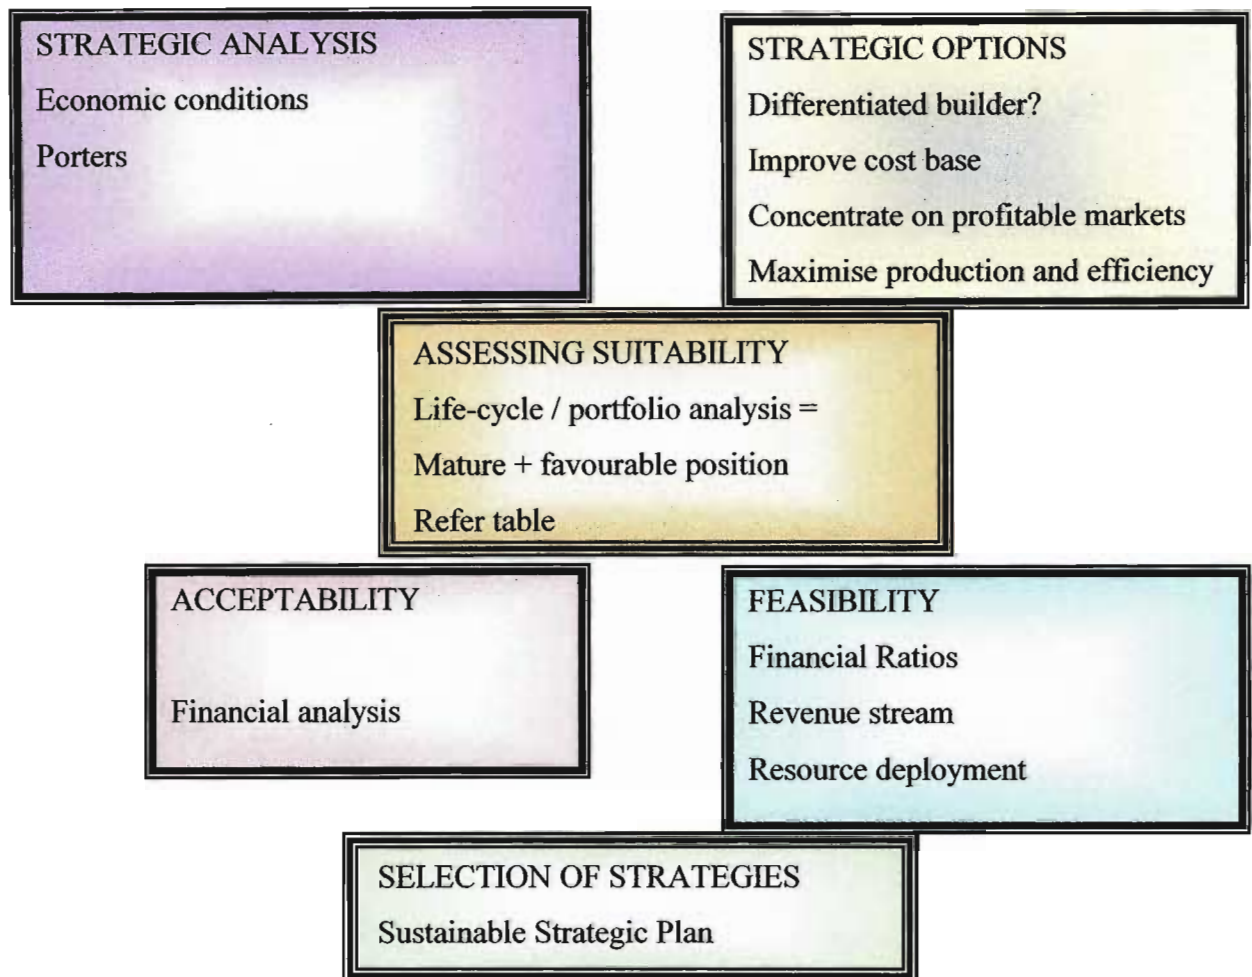 STRATEGIC ANALYSIS
Economic conditions
Porters
STRATEGIC OPTIONS
Differentiated builder?
Improve cost base
Concentrate on profitable markets
Maximise production and efficiency
ASSESSING SUITABILITY
Life-cycle / portfolio analysis =
Mature + favourable position
Refer table
ACCEPTABILITY
Financial analysis
FEASIBILITY
Financial Ratios
Revenue stream
Resource deployment
SELECTION OF STRATEGIES
Sustainable Strategic Plan